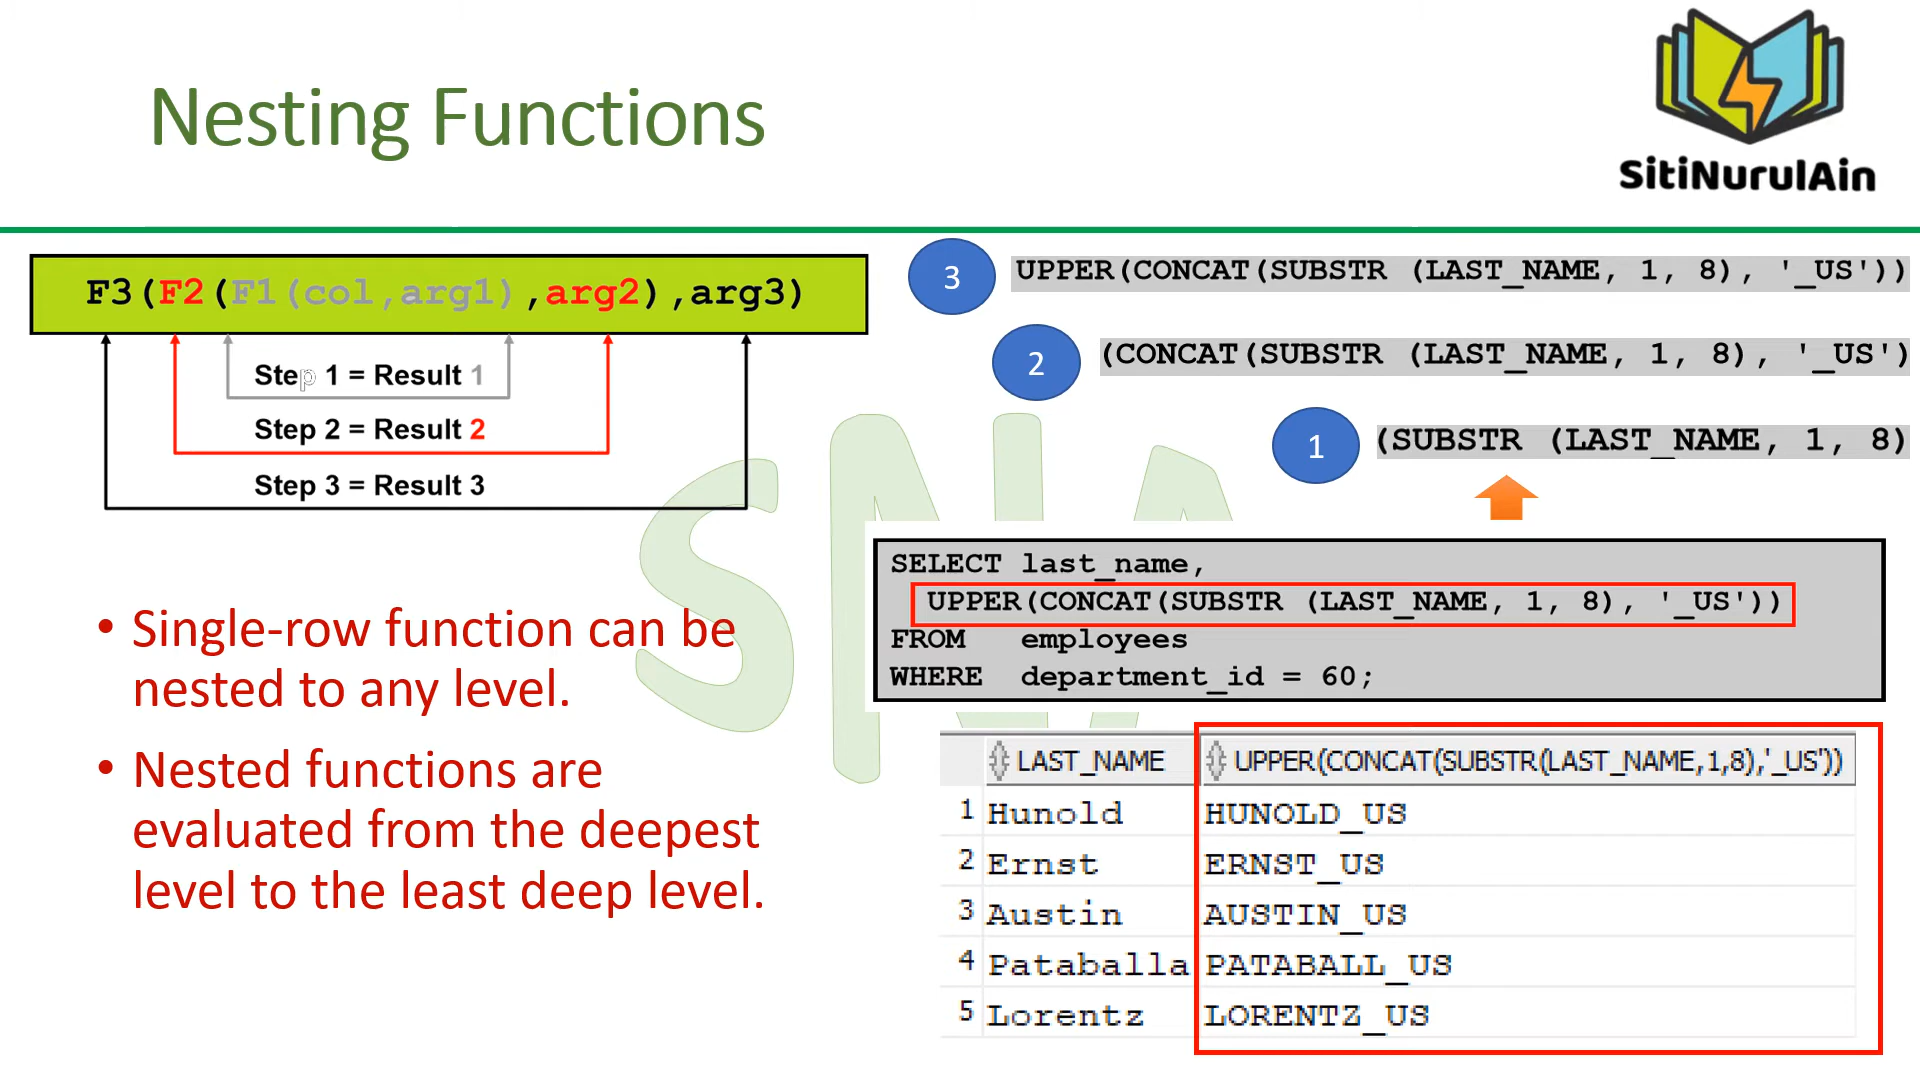 Nesting Functions
SitiNurulAin
F3(F2(F1(col,arg1),arg2),arg3)
Step 1 = Result 1
Step 2 = Result 2
Step 3 = Result 3
3
UPPER(CONCAT(SUBSTR (LAST_NAME, 1, 8), '_US'))
2
(CONCAT(SUBSTR (LAST_NAME, 1, 8), '_US')
1
(SUBSTR (LAST_NAME, 1, 8)
SNA
• Single-row function can be
nested to any level.
• Nested functions are
evaluated from the deepest
level to the least deep level.
SELECT last_name,
UPPER(CONCAT(SUBSTR (LAST_NAME, 1, 8), '_US'))
FROM employees
WHERE department_id = 60;
LAST_NAME UPPER(CONCAT(SUBSTR(LAST_NAME,1,8),'_US'))
1 Hunold HUNOLD_US
2 Ernst ERNST_US
3 Austin AUSTIN_US
4 Pataballa PATABALL_US
5 Lorentz LORENTZ_US